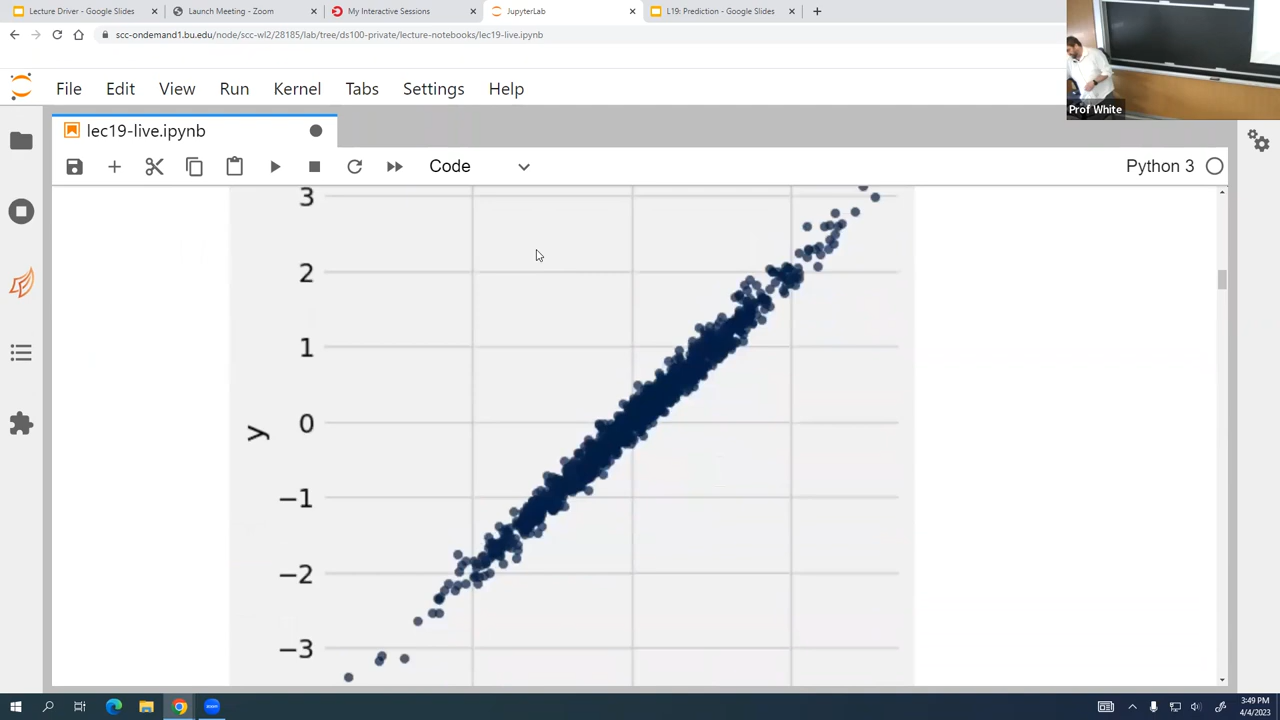 Lecture Driver - Google Slides
Launch Meeting - Zoom
My Interactive Sessions
JupyterLab
L19: Prediction - Google Slides
scc-ondemand1.bu.edu/node/scc-wl2/28185/lab/tree/ds100-private/lecture-notebooks/lec19-live.ipynb
File Edit View Run Kernel Tabs Settings Help
Prof White
lec19-live.ipynb
Code
Python 3
3
2
1
0
y
−1
−2
−3
3:49 PM
4/4/2023